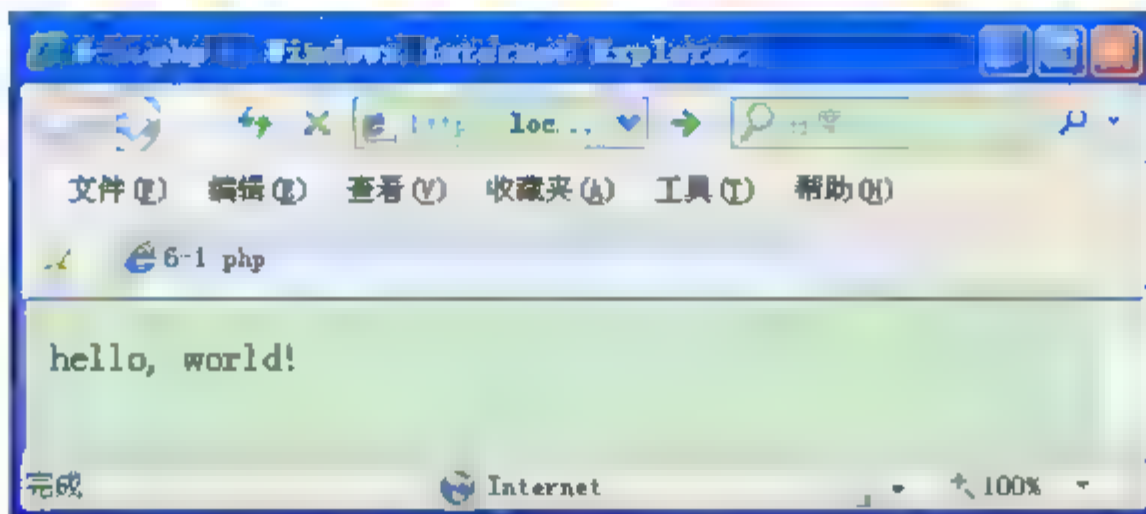 Windows Internet Explorer
loc...
文件(F) 编辑(E) 查看(V) 收藏夹(A) 工具(T) 帮助(H)
6-1 php
hello, world!
完成 Internet 100%